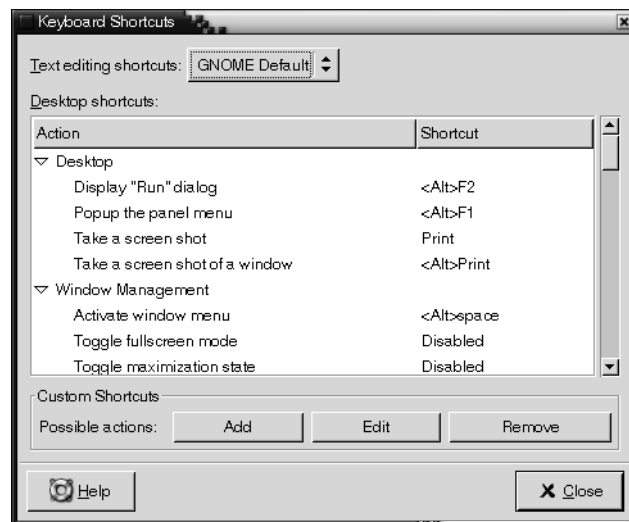 Keyboard Shortcuts
Text editing shortcuts: GNOME Default
Desktop shortcuts:
Action Shortcut
Desktop
Display "Run" dialog <Alt>F2
Popup the panel menu <Alt>F1
Take a screen shot Print
Take a screen shot of a window <Alt>Print
Window Management
Activate window menu <Alt>space
Toggle fullscreen mode Disabled
Toggle maximization state Disabled
Custom Shortcuts
Possible actions: Add Edit Remove
Help Close